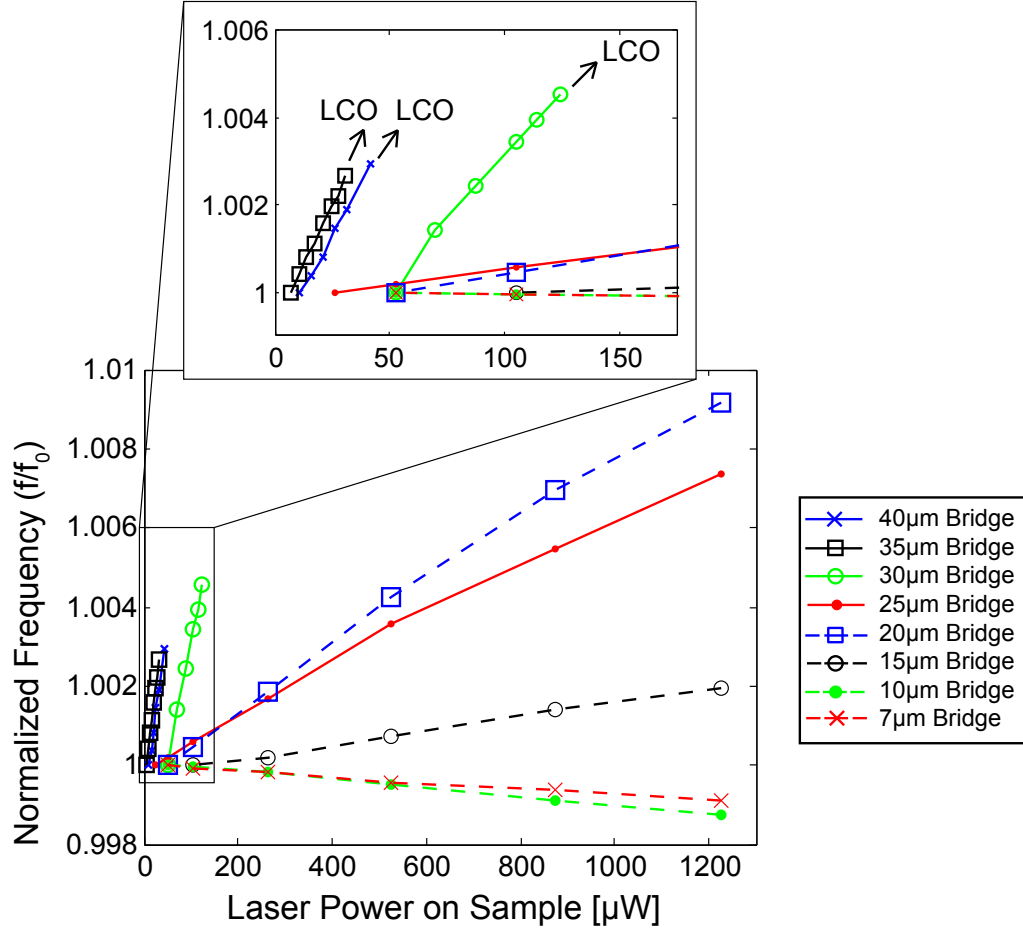 1.006
1.004
1.002
1
0
50
100
150
LCO
LCO
LCO
1.01
1.008
1.006
1.004
1.002
1
0.998
0
200
400
600
800
1000
1200
Normalized Frequency (f/f₀)
Laser Power on Sample [µW]
40µm Bridge
35µm Bridge
30µm Bridge
25µm Bridge
20µm Bridge
15µm Bridge
10µm Bridge
7µm Bridge